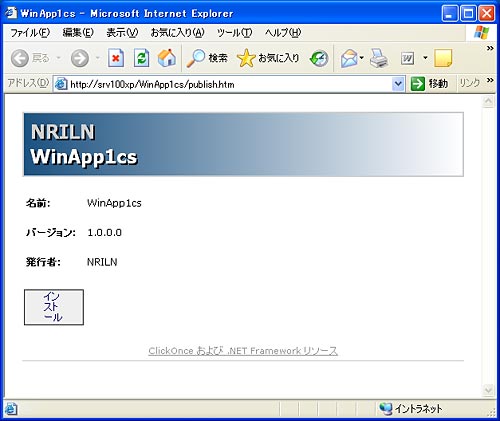 WinApp1cs - Microsoft Internet Explorer
ファイル(F) 編集(E) 表示(V) お気に入り(A) ツール(T) ヘルプ(H)
戻る 検索 お気に入り
アドレス(D) http://srv100xp/WinApp1cs/publish.htm 移動 リンク »
NRILN
WinApp1cs
名前: WinApp1cs
バージョン: 1.0.0.0
発行者: NRILN
イン
スト
ール
ClickOnce および .NET Framework リソース
イントラネット